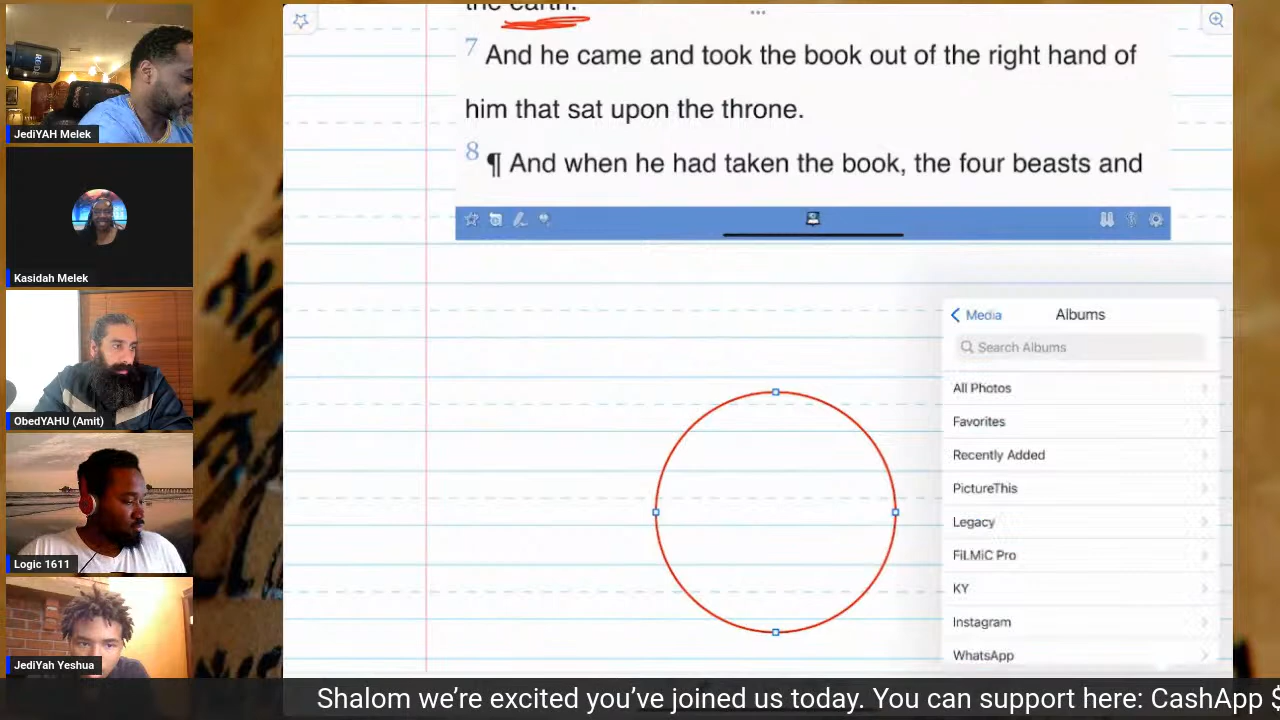 the earth.
7 And he came and took the book out of the right hand of
him that sat upon the throne.
8 ¶ And when he had taken the book, the four beasts and
Media
Albums
Search Albums
All Photos
Favorites
Recently Added
PictureThis
Legacy
FiLMiC Pro
KY
Instagram
WhatsApp
JediYAH Melek
Kasidah Melek
ObedYAHU (Amit)
Logic 1611
JediYah Yeshua
Shalom we’re excited you’ve joined us today. You can support here: CashApp $